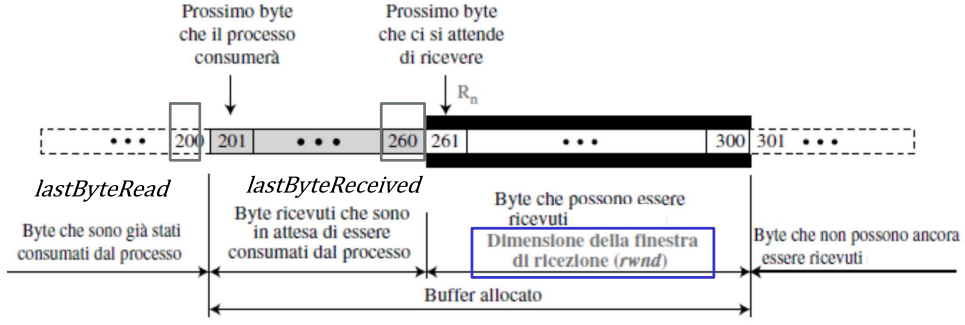 Prossimo byte
che il processo
consumerà
Prossimo byte
che ci si attende
di ricevere
Rn
••• 200 201 ••• 260 261 ••• 300 301 •••
lastByteRead
lastByteReceived
Byte che sono già stati
consumati dal processo
Byte ricevuti che sono
in attesa di essere
consumati dal processo
Byte che possono essere
ricevuti
Dimensione della finestra
di ricezione (rwnd)
Byte che non possono ancora
essere ricevuti
Buffer allocato